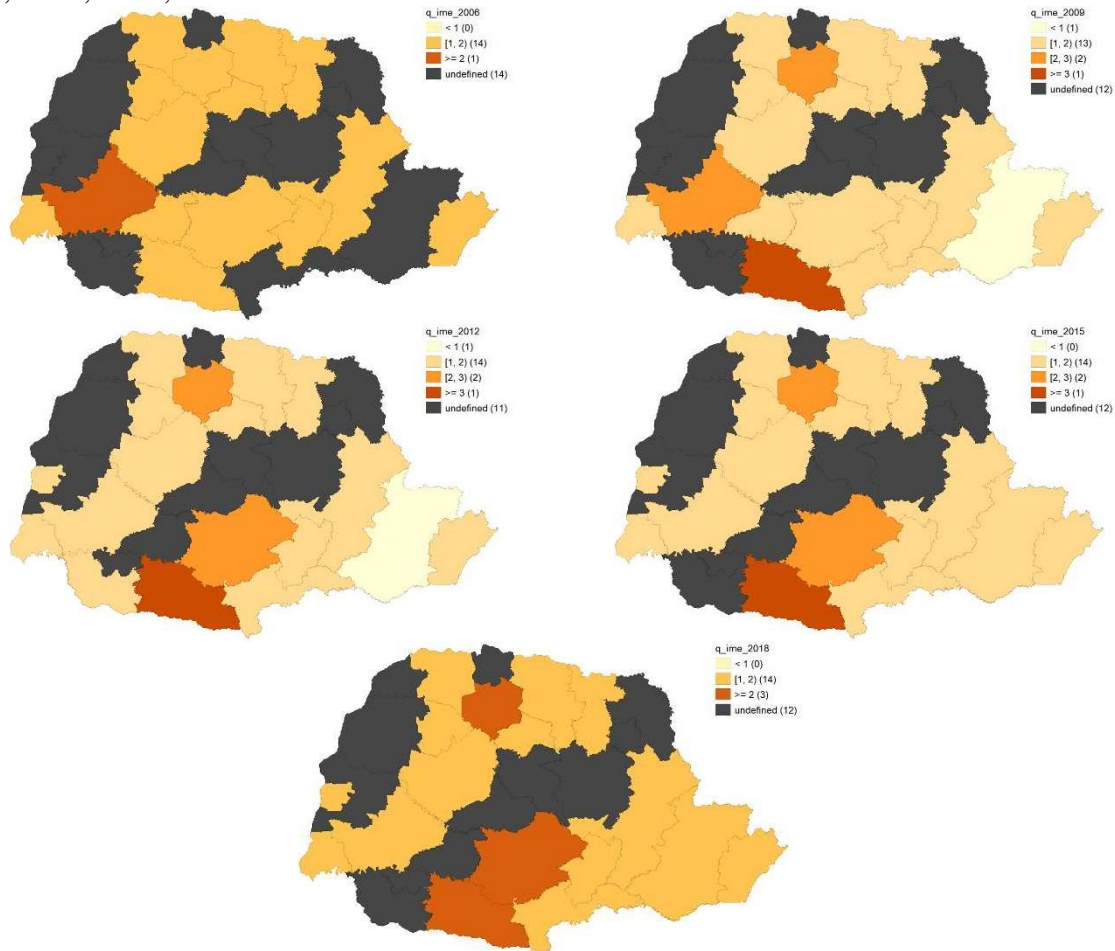 q_ime_2006
< 1 (0)
[1, 2) (14)
>= 2 (1)
undefined (14)
q_ime_2009
< 1 (1)
[1, 2) (13)
[2, 3) (2)
>= 3 (1)
undefined (12)
q_ime_2012
< 1 (1)
[1, 2) (14)
[2, 3) (2)
>= 3 (1)
undefined (11)
q_ime_2015
< 1 (0)
[1, 2) (14)
[2, 3) (2)
>= 3 (1)
undefined (12)
q_ime_2018
< 1 (0)
[1, 2) (14)
>= 2 (3)
undefined (12)